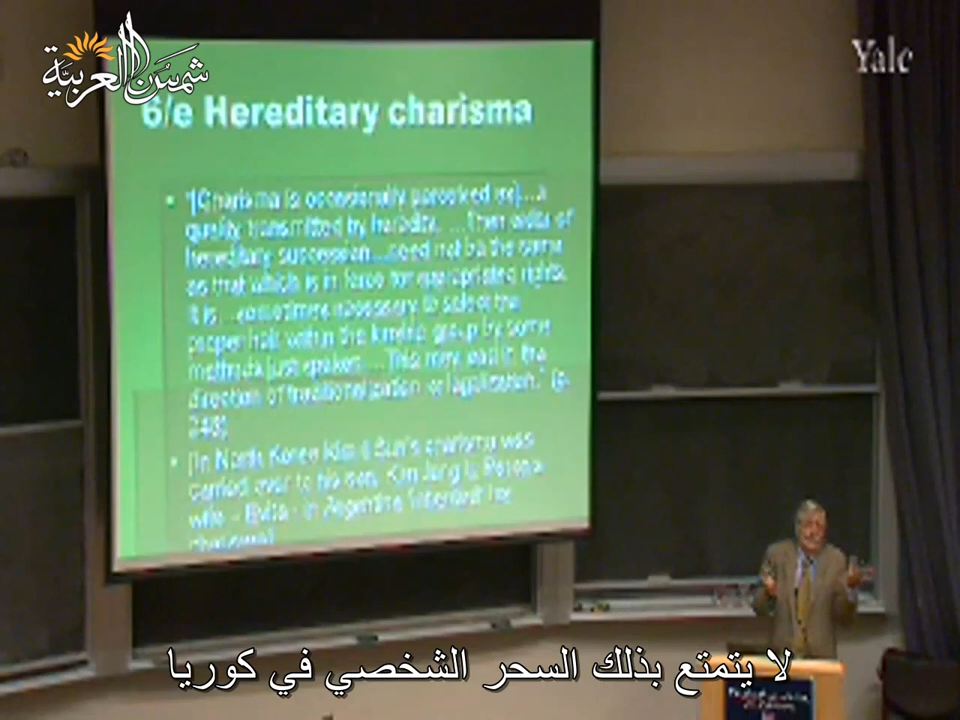 شمس العربية
Yale
6/e Hereditary charisma
• "[Charisma is occasionally perceived as]…a
quality transmitted by heredity. …Then order of
hereditary succession…need not be the same
as that which is in force for appropriated rights.
It is…sometimes necessary to select the
proper heir within the kinship group by some
methods just spoken…. This may lead in the
direction of traditionalization or legalization." (p.
248)
• [In North Korea Kim Il Sun's charisma was
carried over to his son, Kim Jong Il. Peron's
wife – Evita - in Argentina inherited his
charisma]
لا يتمتع بذلك السحر الشخصي في كوريا